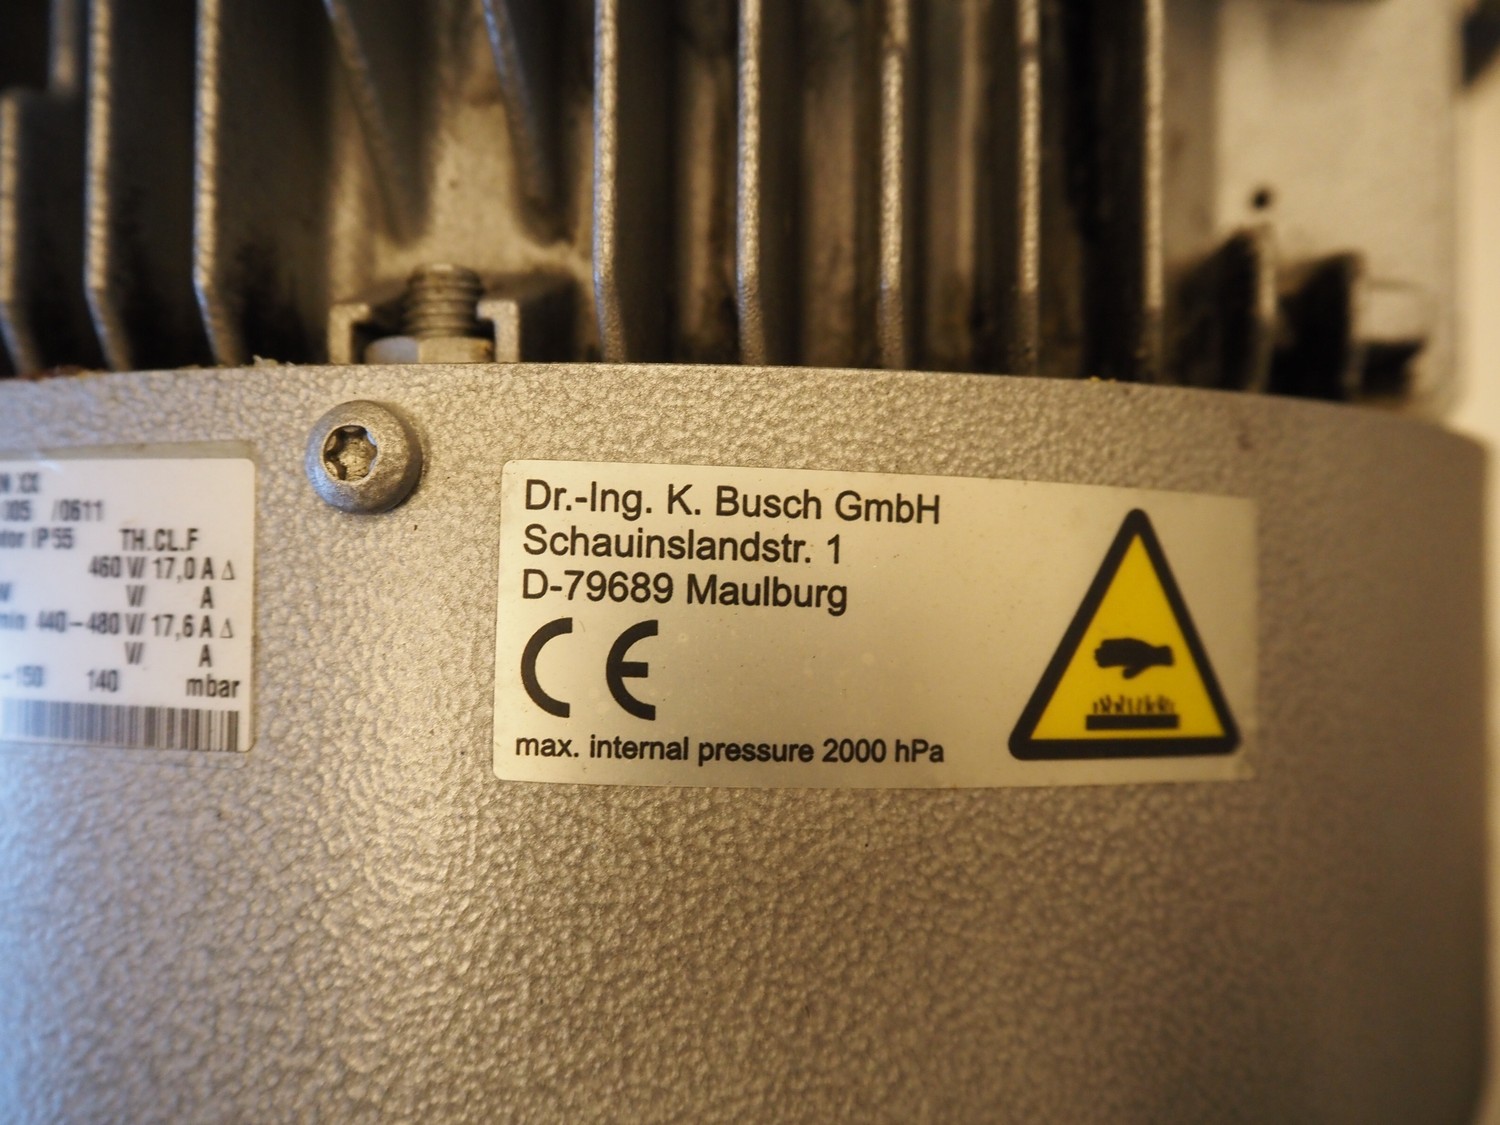 TH.CL.F
460 V 17,0 A Δ
V A
440-480 V 17,6 A Δ
V A
140 mbar
Dr.-Ing. K. Busch GmbH
Schauinslandstr. 1
D-79689 Maulburg
CE
max. internal pressure 2000 hPa